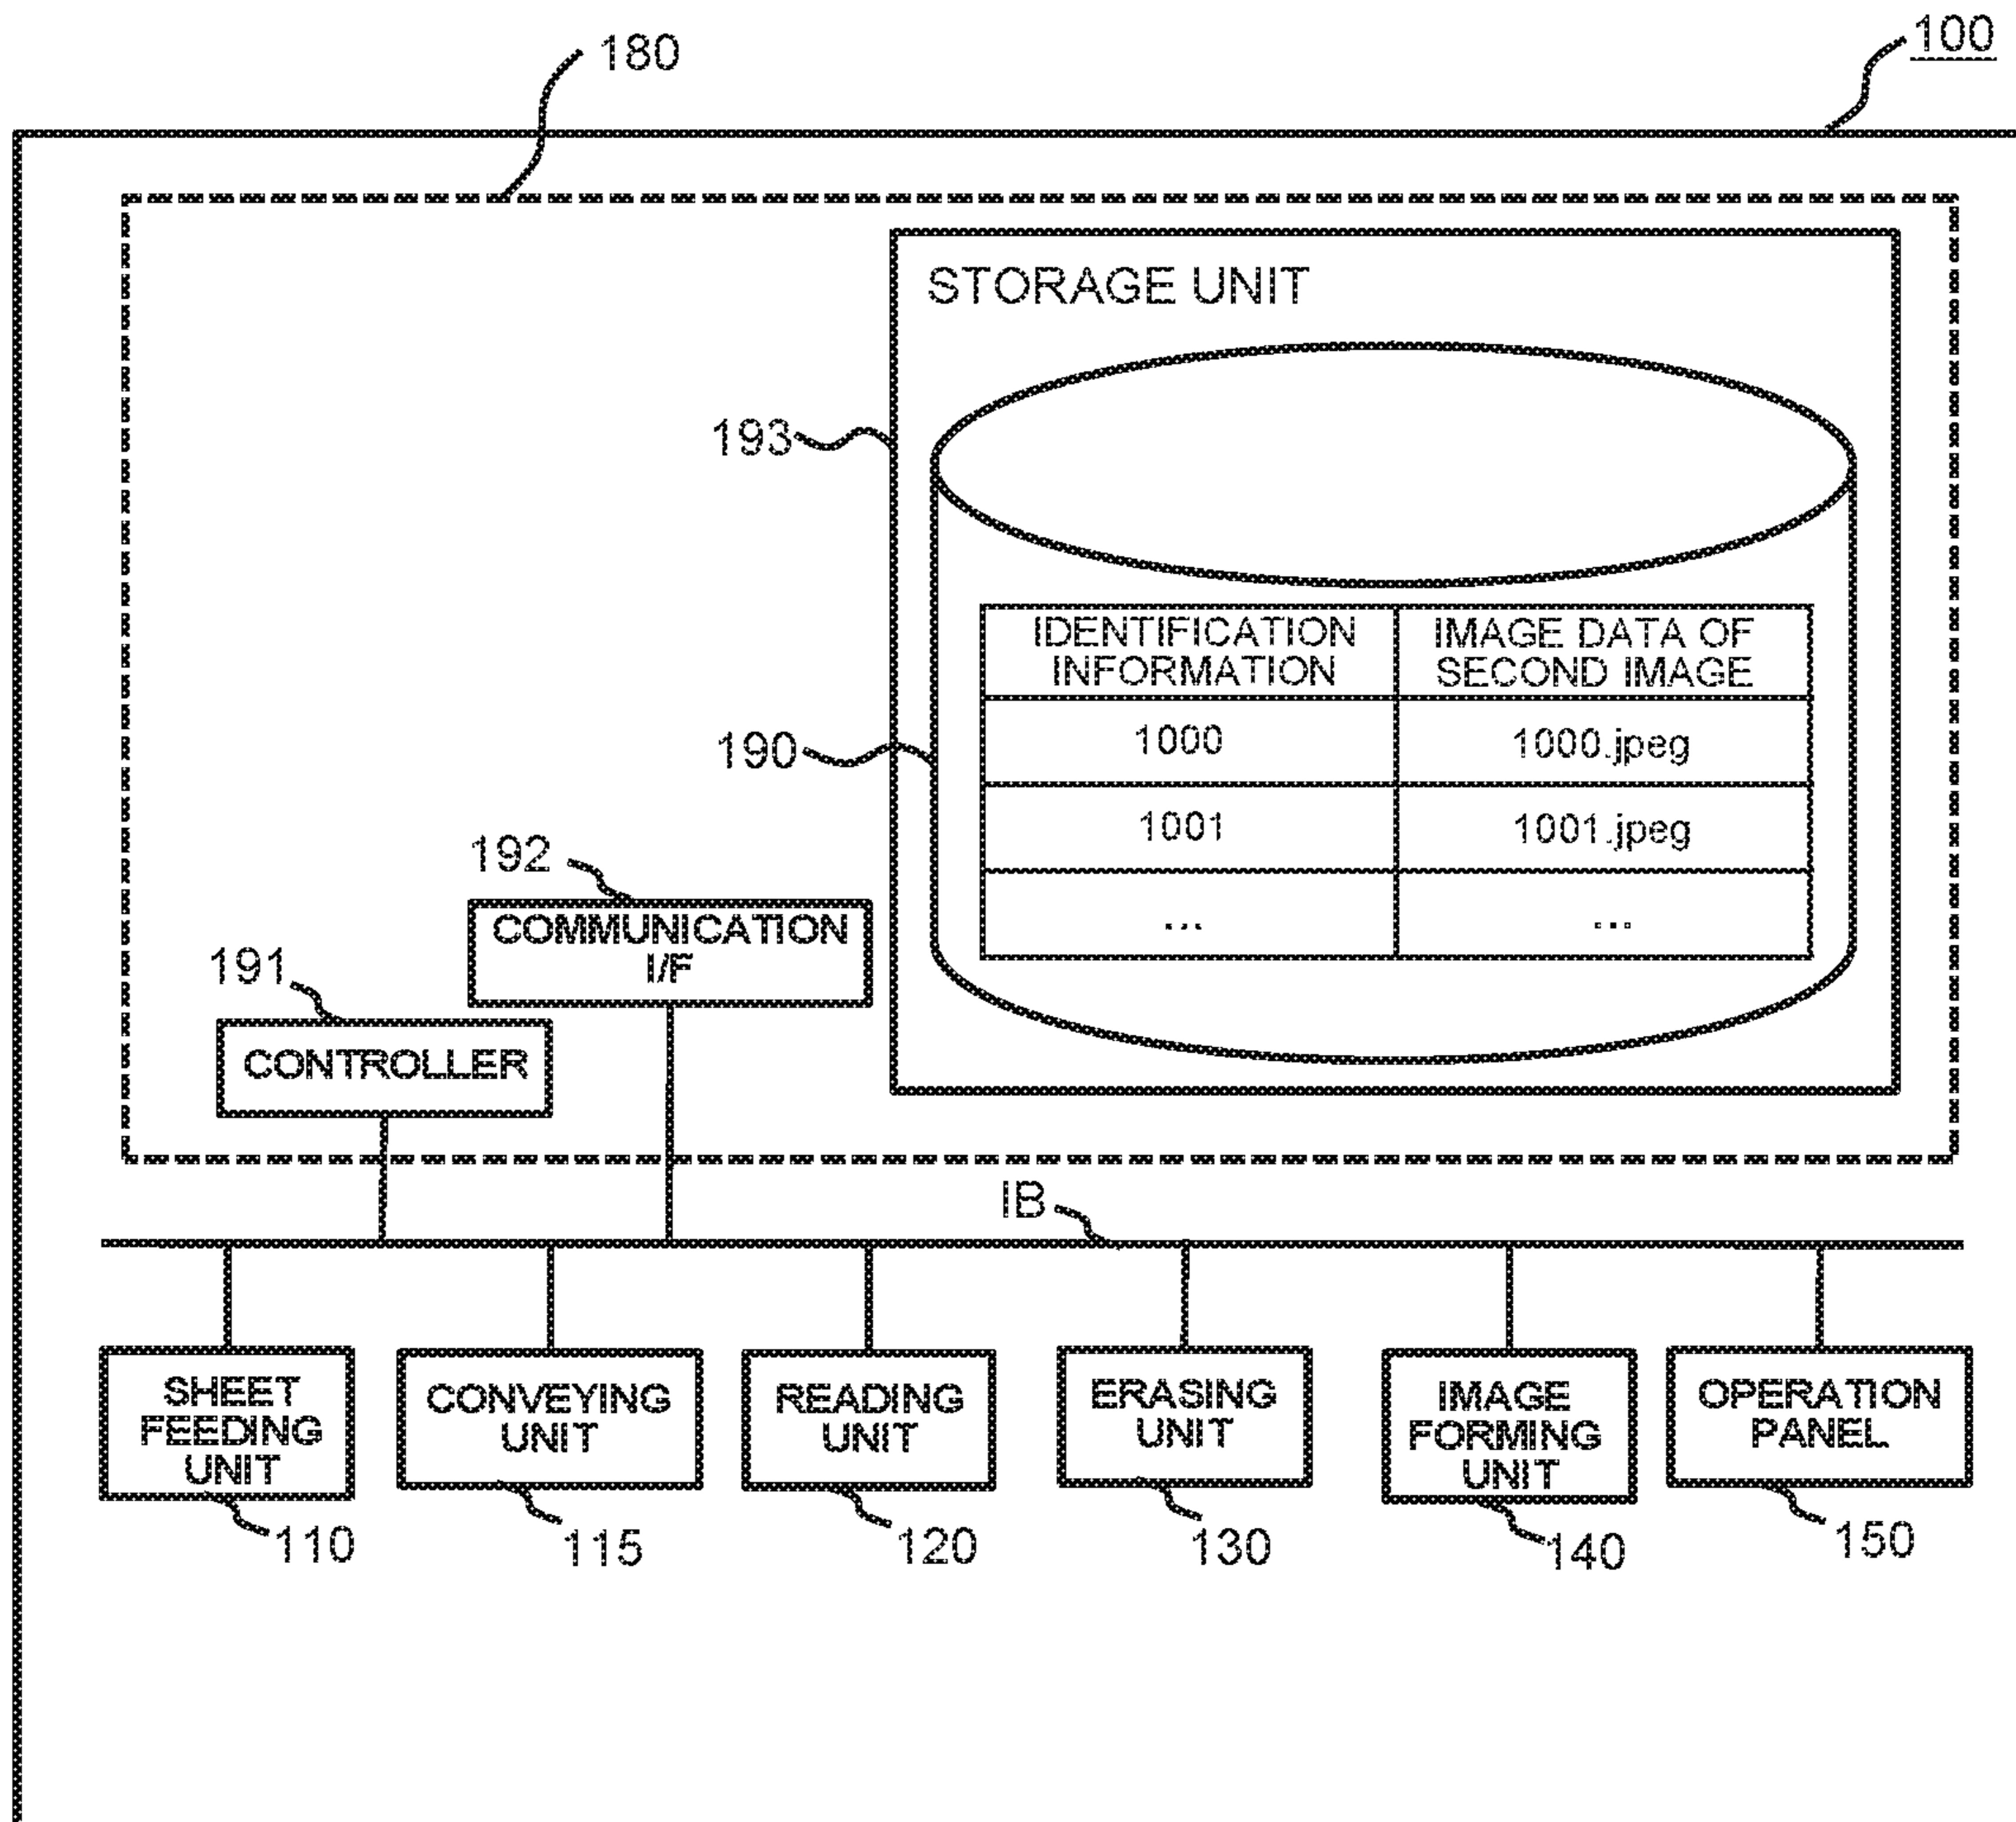 180
100
STORAGE UNIT
193
IDENTIFICATION
INFORMATION
IMAGE DATA OF
SECOND IMAGE
190
1000
1000.jpeg
1001
1001.jpeg
...
...
192
COMMUNICATION
I/F
191
CONTROLLER
IB
SHEET
FEEDING
UNIT
CONVEYING
UNIT
READING
UNIT
ERASING
UNIT
IMAGE
FORMING
UNIT
OPERATION
PANEL
110
115
120
130
140
150